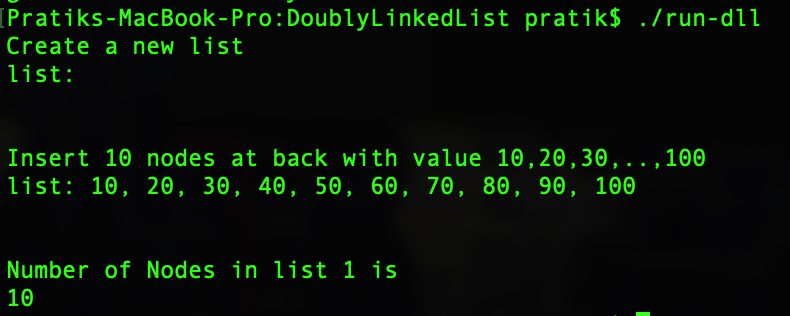 [Pratiks-MacBook-Pro:DoublyLinkedList pratik$ ./run-dll
Create a new list
list:
Insert 10 nodes at back with value 10,20,30,..,100
list: 10, 20, 30, 40, 50, 60, 70, 80, 90, 100
Number of Nodes in list 1 is
10